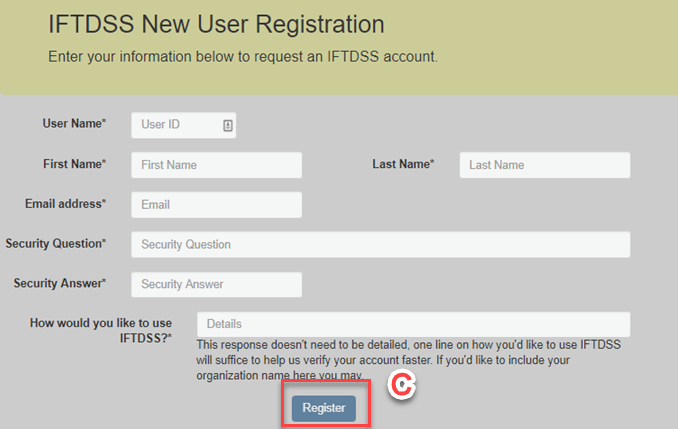 IFTDSS New User Registration
Enter your information below to request an IFTDSS account.
User Name* User ID
First Name* First Name Last Name* Last Name
Email address* Email
Security Question* Security Question
Security Answer* Security Answer
How would you like to use
IFTDSS?*
Details
This response doesn't need to be detailed, one line on how you'd like to use IFTDSS
will suffice to help us verify your account faster. If you'd like to include your
organization name here you may.
C
Register